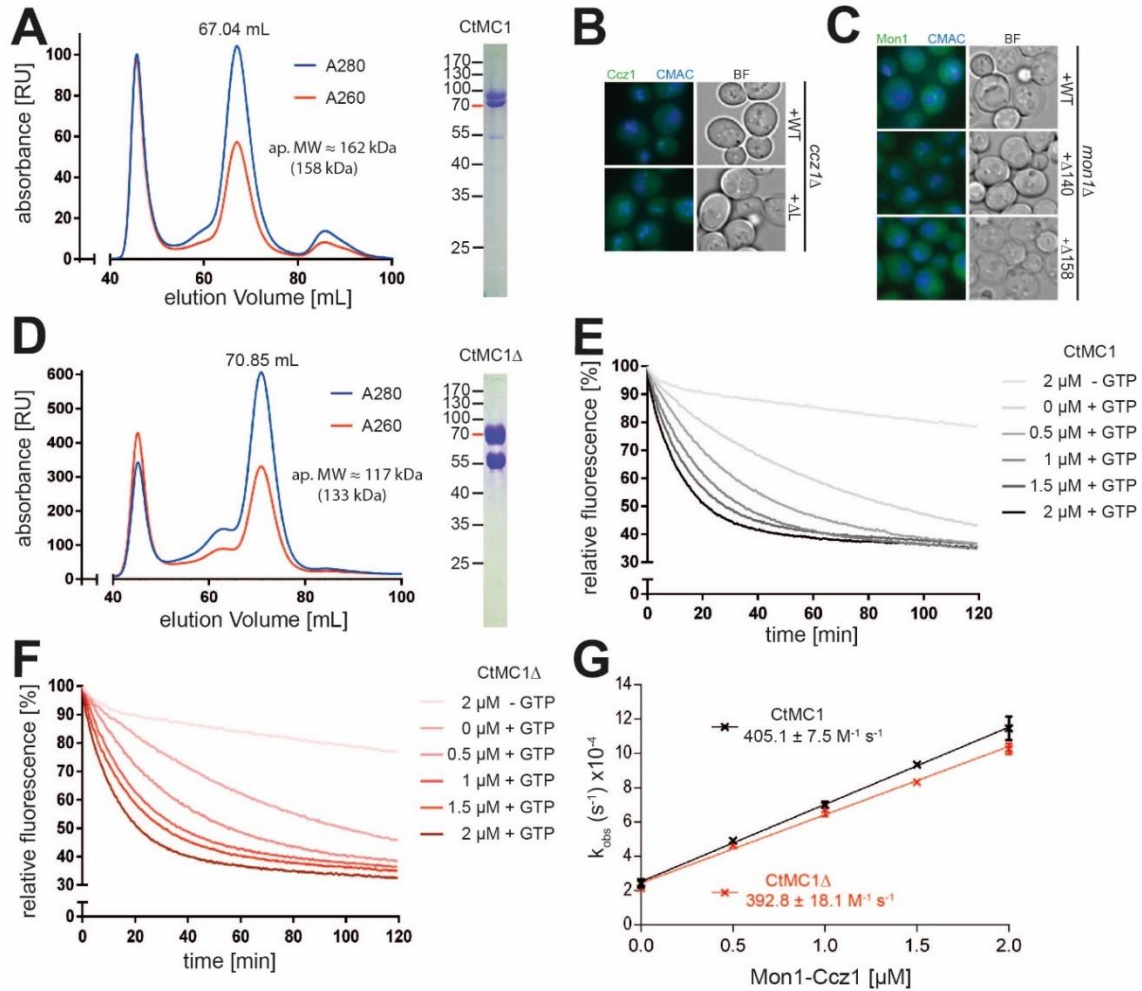 A
67.04 mL
absorbance [RU]
100
80
60
40
20
0
A280
A260
ap. MW ≈ 162 kDa
(158 kDa)
40
60
80
100
elution Volume [mL]
CtMC1
170
130
100
70
55
40
35
25
B
Ccz1
CMAC
BF
+WT
+ΔL
ccz1Δ
C
Mon1
CMAC
BF
+WT
+Δ140
+Δ158
mon1Δ
D
70.85 mL
absorbance [RU]
600
500
400
300
200
100
0
A280
A260
ap. MW ≈ 117 kDa
(133 kDa)
40
60
80
100
elution Volume [mL]
CtMC1Δ
170
130
100
70
55
40
35
25
E
relative fluorescence [%]
100
90
80
70
60
50
40
30
0
0
20
40
60
80
100
120
time [min]
CtMC1
2 μM - GTP
0 μM + GTP
0.5 μM + GTP
1 μM + GTP
1.5 μM + GTP
2 μM + GTP
F
relative fluorescence [%]
100
90
80
70
60
50
40
30
0
0
20
40
60
80
100
120
time [min]
CtMC1Δ
2 μM - GTP
0 μM + GTP
0.5 μM + GTP
1 μM + GTP
1.5 μM + GTP
2 μM + GTP
G
kobs (s⁻¹) x10⁻⁴
14
12
10
8
6
4
2
0
CtMC1
405.1 ± 7.5 M⁻¹ s⁻¹
CtMC1Δ
392.8 ± 18.1 M⁻¹ s⁻¹
0.0
0.5
1.0
1.5
2.0
Mon1-Ccz1 [μM]